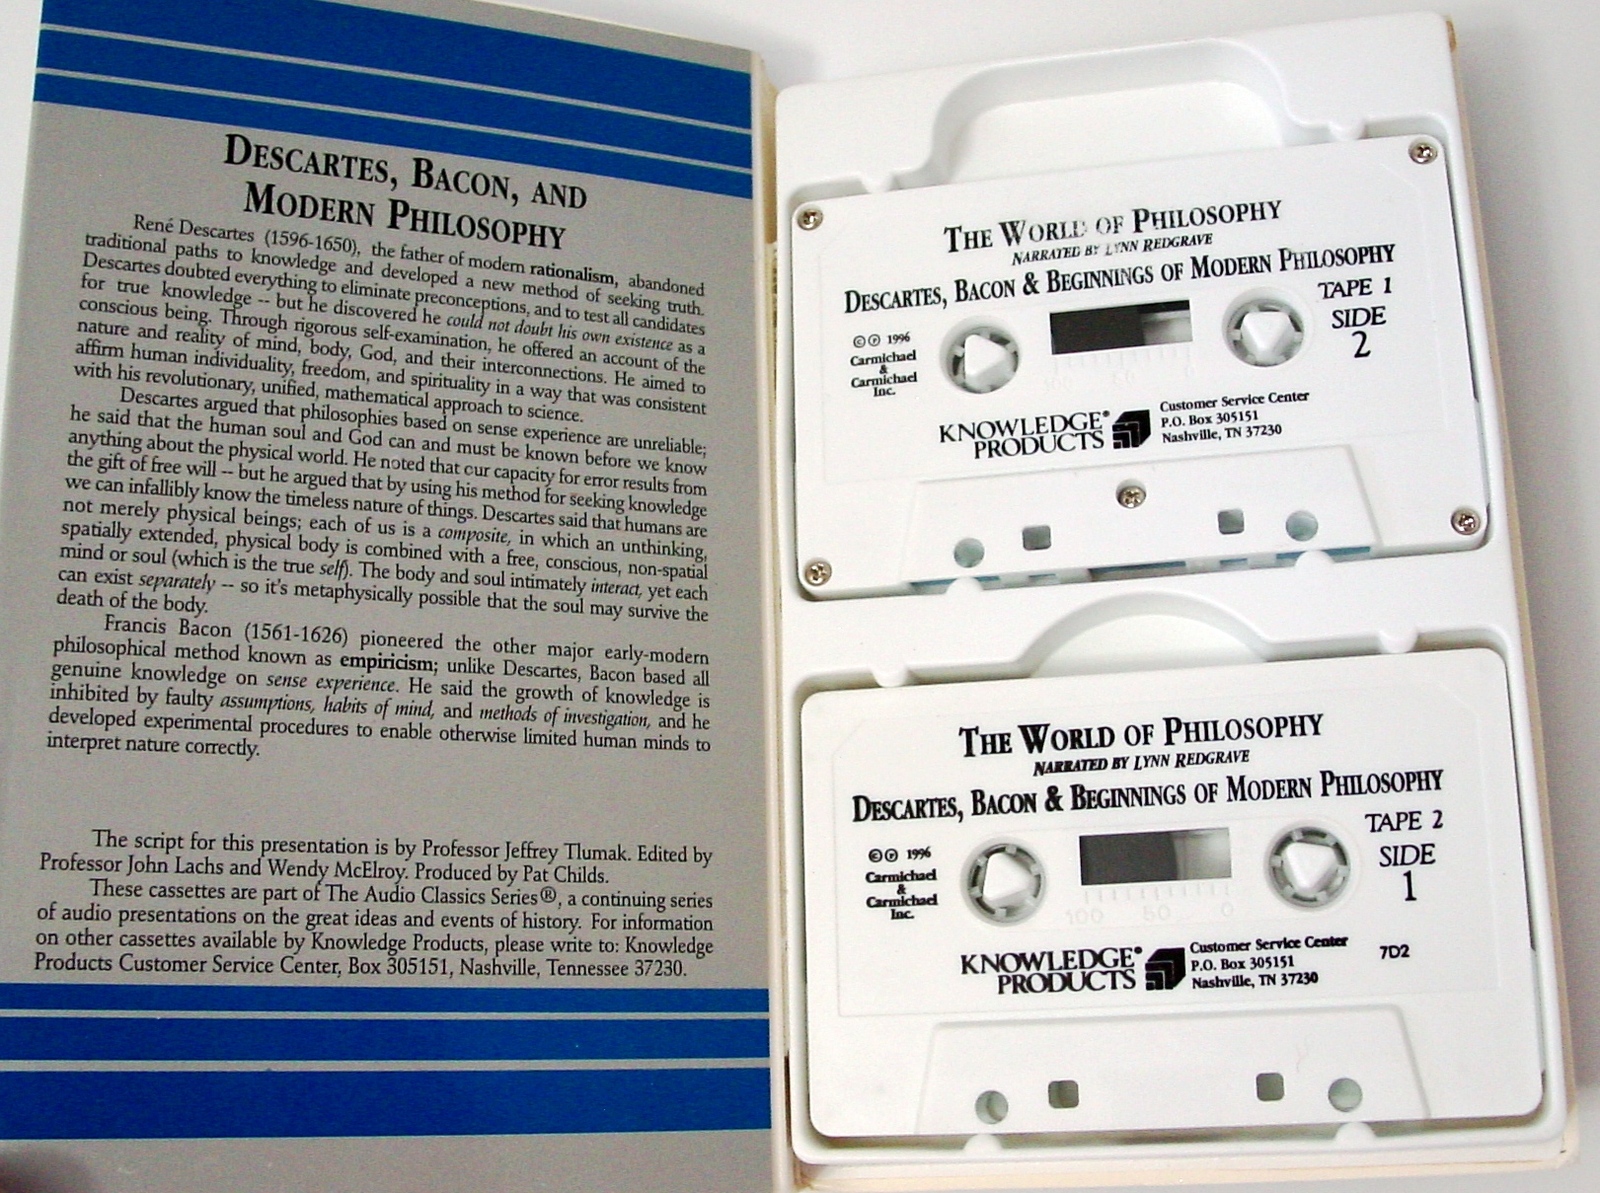 DESCARTES, BACON, AND
MODERN PHILOSOPHY
René Descartes (1596-1650), the father of modern rationalism, abandoned
traditional paths to knowledge and developed a new method of seeking truth.
Descartes doubted everything to eliminate preconceptions, and to test all candidates
for true knowledge -- but he discovered he could not doubt his own existence as a
conscious being. Through rigorous self-examination, he offered an account of the
nature and reality of mind, body, God, and their interconnections. He aimed to
affirm human individuality, freedom, and spirituality in a way that was consistent
with his revolutionary, unified, mathematical approach to science.
Descartes argued that philosophies based on sense experience are unreliable;
he said that the human soul and God can and must be known before we know
anything about the physical world. He noted that our capacity for error results from
the gift of free will -- but he argued that by using his method for seeking knowledge
we can infallibly know the timeless nature of things. Descartes said that humans are
not merely physical beings; each of us is a composite, in which an unthinking,
spatially extended, physical body is combined with a free, conscious, non-spatial
mind or soul (which is the true self). The body and soul intimately interact, yet each
can exist separately -- so it's metaphysically possible that the soul may survive the
death of the body.
Francis Bacon (1561-1626) pioneered the other major early-modern
philosophical method known as empiricism; unlike Descartes, Bacon based all
genuine knowledge on sense experience. He said the growth of knowledge is
inhibited by faulty assumptions, habits of mind, and methods of investigation, and he
developed experimental procedures to enable otherwise limited human minds to
interpret nature correctly.
The script for this presentation is by Professor Jeffrey Tlumak. Edited by
Professor John Lachs and Wendy McElroy. Produced by Pat Childs.
These cassettes are part of The Audio Classics Series®, a continuing series
of audio presentations on the great ideas and events of history. For information
on other cassettes available by Knowledge Products, please write to: Knowledge
Products Customer Service Center, Box 305151, Nashville, Tennessee 37230.
THE WORLD OF PHILOSOPHY
NARRATED BY LYNN REDGRAVE
DESCARTES, BACON & BEGINNINGS OF MODERN PHILOSOPHY
TAPE 1
SIDE
2
© ℗ 1996
Carmichael
&
Carmichael
Inc.
KNOWLEDGE®
PRODUCTS
Customer Service Center
P.O. Box 305151
Nashville, TN 37230
THE WORLD OF PHILOSOPHY
NARRATED BY LYNN REDGRAVE
DESCARTES, BACON & BEGINNINGS OF MODERN PHILOSOPHY
TAPE 2
SIDE
1
© ℗ 1996
Carmichael
&
Carmichael
Inc.
100 50 0
KNOWLEDGE®
PRODUCTS
Customer Service Center
P.O. Box 305151
Nashville, TN 37230
7D2